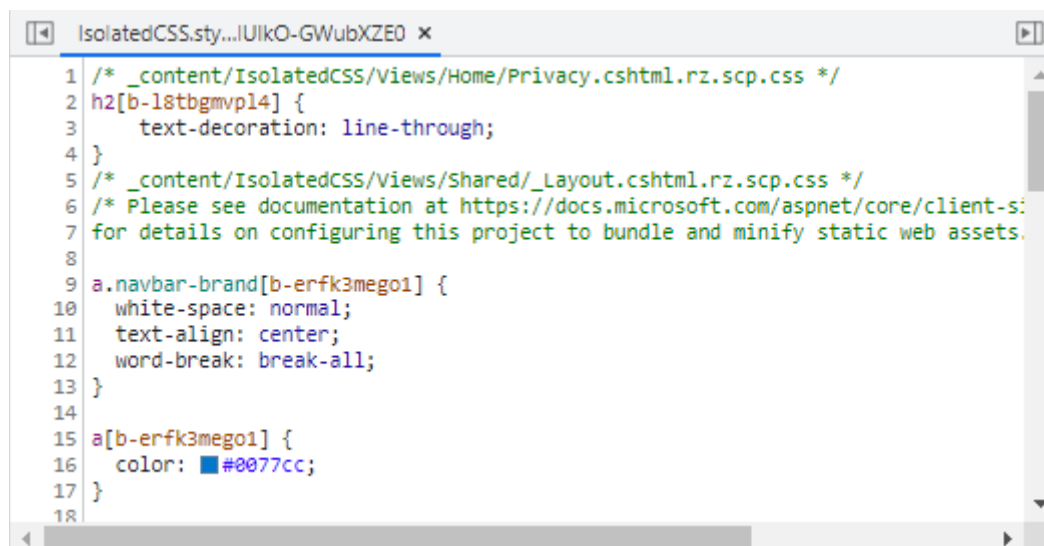 IsolatedCSS.sty...IUIkO-GWubXZE0 ×
1 /* _content/IsolatedCSS/Views/Home/Privacy.cshtml.rz.scp.css */
2 h2[b-l8tbgmvpl4] {
3     text-decoration: line-through;
4 }
5 /* _content/IsolatedCSS/Views/Shared/_Layout.cshtml.rz.scp.css */
6 /* Please see documentation at https://docs.microsoft.com/aspnet/core/client-si
7 for details on configuring this project to bundle and minify static web assets.
8
9 a.navbar-brand[b-erfk3mego1] {
10   white-space: normal;
11   text-align: center;
12   word-break: break-all;
13 }
14
15 a[b-erfk3mego1] {
16   color: #0077cc;
17 }
18